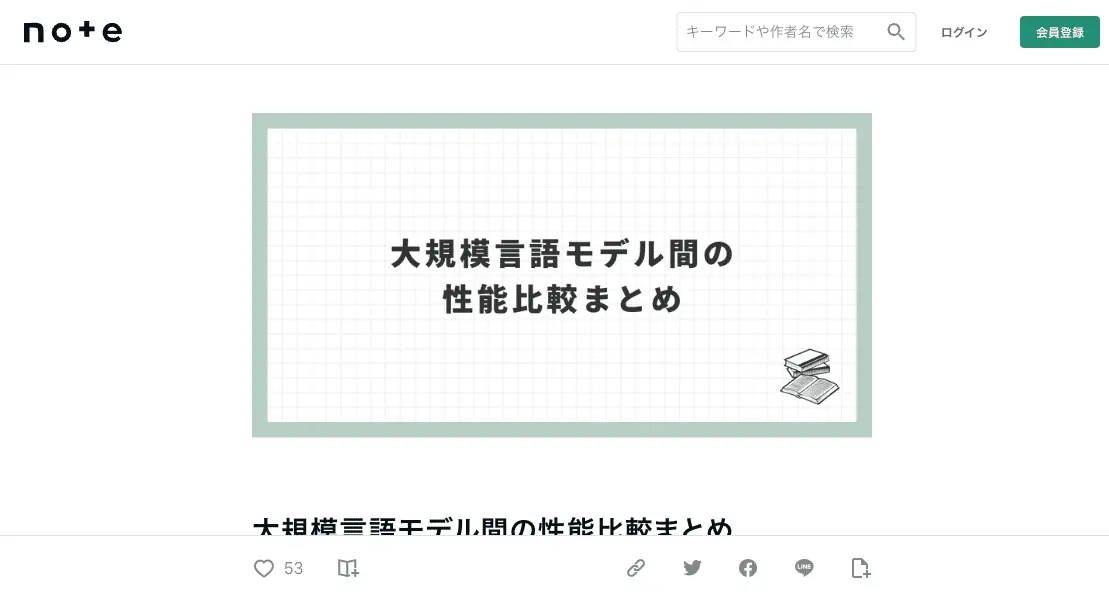 note
キーワードや作者名で検索
ログイン
会員登録
大規模言語モデル間の
性能比較まとめ
大規模言語モデル間の性能比較まとめ
53
LINE